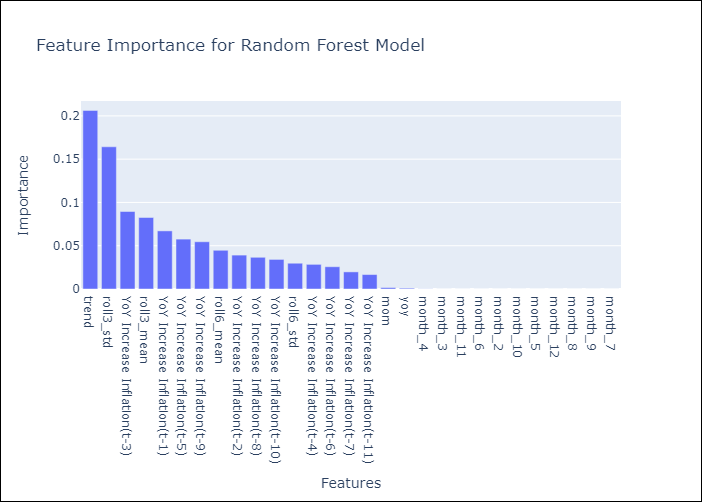 Feature Importance for Random Forest Model
Importance
0.2
0.15
0.1
0.05
0
trend
roll3_std
YoY Increase Inflation(t-3)
roll3_mean
YoY Increase Inflation(t-1)
YoY Increase Inflation(t-5)
YoY Increase Inflation(t-9)
roll6_mean
YoY Increase Inflation(t-2)
YoY Increase Inflation(t-8)
YoY Increase Inflation(t-10)
roll6_std
YoY Increase Inflation(t-4)
YoY Increase Inflation(t-6)
YoY Increase Inflation(t-7)
YoY Increase Inflation(t-11)
mom
yoy
month_4
month_3
month_11
month_6
month_2
month_10
month_5
month_12
month_8
month_9
month_7
Features